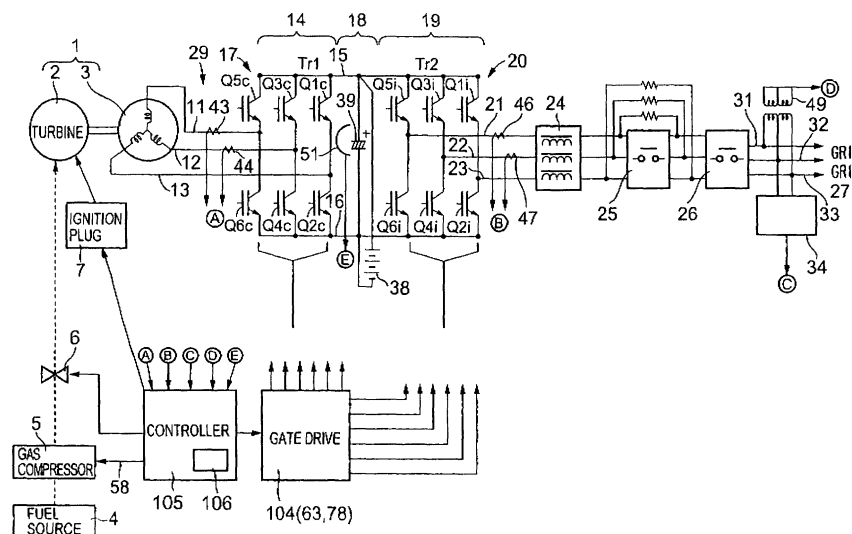 14 18 19
1
29 17 Tr1 15 Tr2 20
2 3 Q5c Q3c Q1c Q5i Q3i Q1i
39 21 46 24
TURBINE
11 43
51 +
12 44 22
13 23 47
16
A B
Q6c Q4c Q2c E Q6i Q4i Q2i
25 26
D
49
31
32
GRI
GRI
27
33
34
C
38
IGNITION
PLUG
7
6
A B C D E
CONTROLLER
106
105
GATE DRIVE
104(63,78)
5
GAS
COMPRESSOR
58
FUEL
SOURCE
4